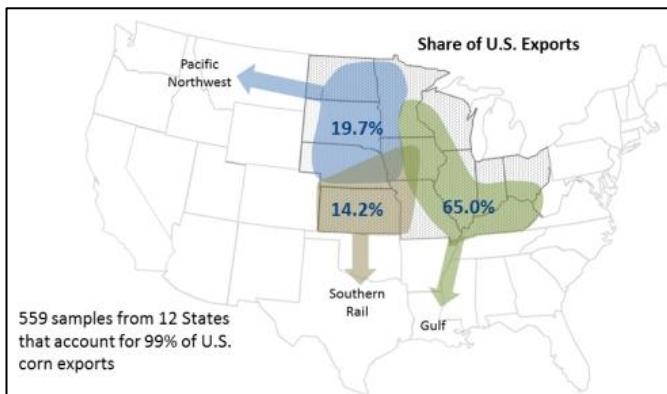 Share of U.S. Exports
Pacific
Northwest
19.7%
14.2%
65.0%
Southern
Rail
Gulf
559 samples from 12 States
that account for 99% of U.S.
corn exports